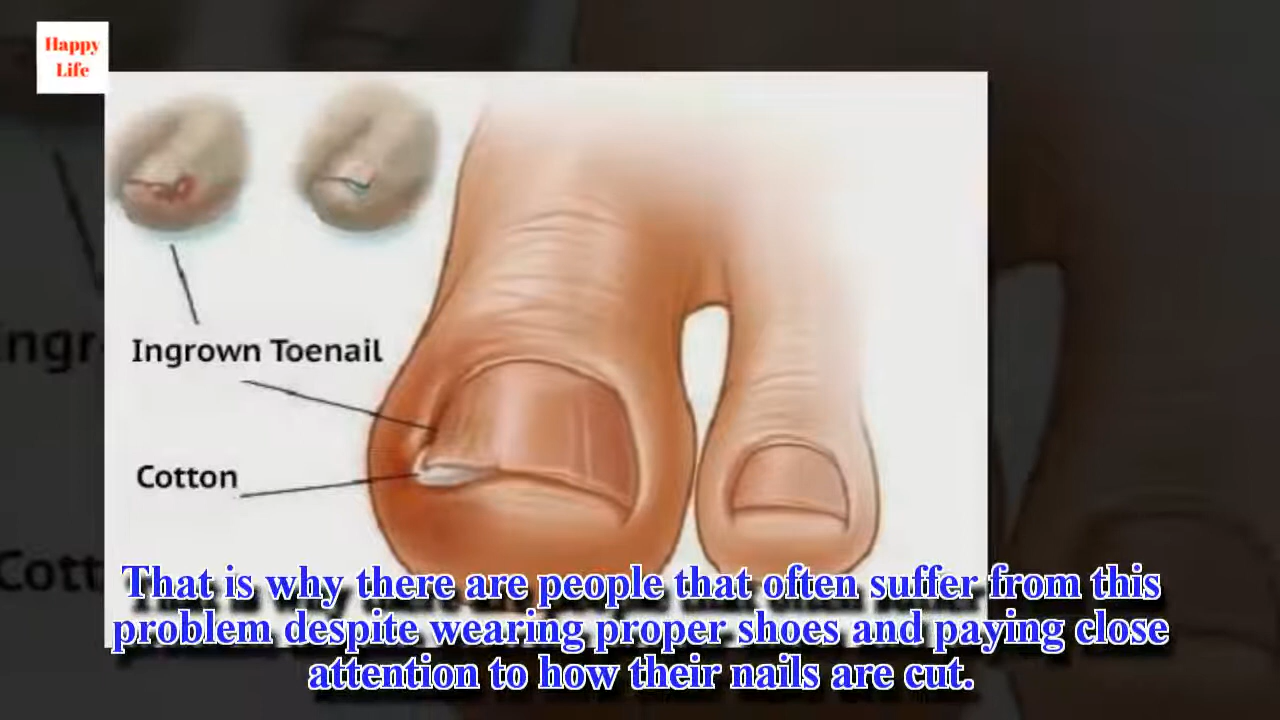 Happy
Life
Ingrown Toenail
Cotton
That is why there are people that often suffer from this
problem despite wearing proper shoes and paying close
attention to how their nails are cut.